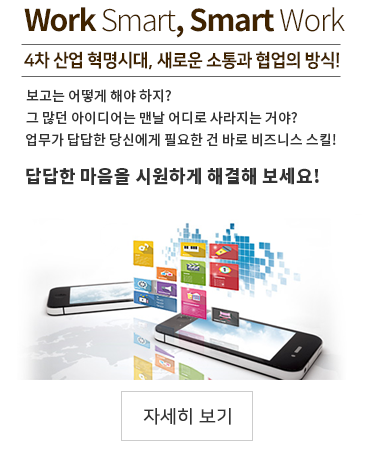 Work Smart, Smart Work
4차 산업 혁명시대, 새로운 소통과 협업의 방식!
보고는 어떻게 해야 하지?
그 많던 아이디어는 맨날 어디로 사라지는 거야?
업무가 답답한 당신에게 필요한 건 바로 비즈니스 스킬!
답답한 마음을 시원하게 해결해 보세요!
자세히 보기